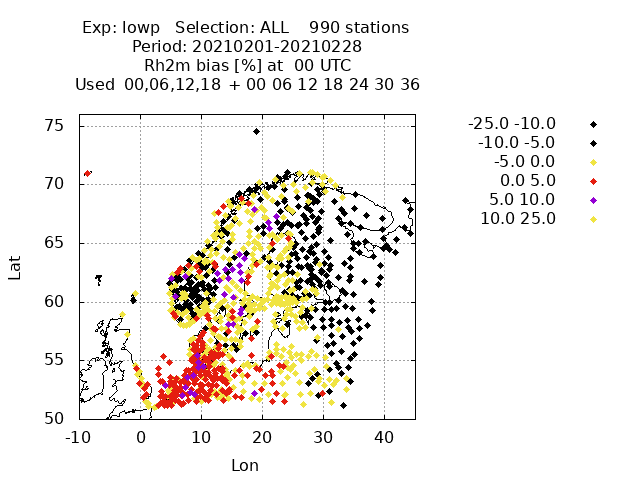 Exp: lowp   Selection: ALL    990 stations
Period: 20210201-20210228
Rh2m bias [%] at  00 UTC
Used  00,06,12,18  + 00 06 12 18 24 30 36
-25.0 -10.0
-10.0 -5.0
-5.0 0.0
0.0 5.0
5.0 10.0
10.0 25.0
75
70
65
60
55
50
Lat
-10 0 10 20 30 40
Lon